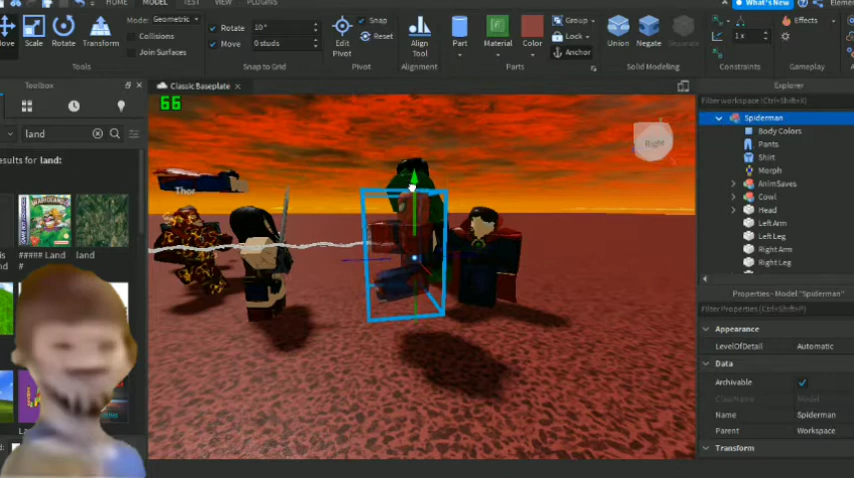 HOME MODEL TEST VIEW PLUGINS
What's New
Move Scale Rotate Transform
Mode: Geometric
Collisions
Join Surfaces
Tools
Rotate 10°
Move 0 studs
Snap to Grid
Edit Pivot
Snap
Reset
Pivot
Align Tool
Alignment
Part Material Color
Group
Lock
Anchor
Parts
Union Negate Separate
Solid Modeling
1 x
Constraints
Effects
Gameplay
Toolbox
land
results for land:
##### Land
#
land
Classic Baseplate
66
Thor
Right
Explorer
Filter workspace (Ctrl+Shift+X)
Spiderman
Body Colors
Pants
Shirt
Morph
AnimSaves
Cowl
Head
Left Arm
Left Leg
Right Arm
Right Leg
Properties - Model "Spiderman"
Filter Properties (Ctrl+Shift+P)
Appearance
LevelOfDetail Automatic
Data
Archivable
ClassName Model
Name Spiderman
Parent Workspace
Transform